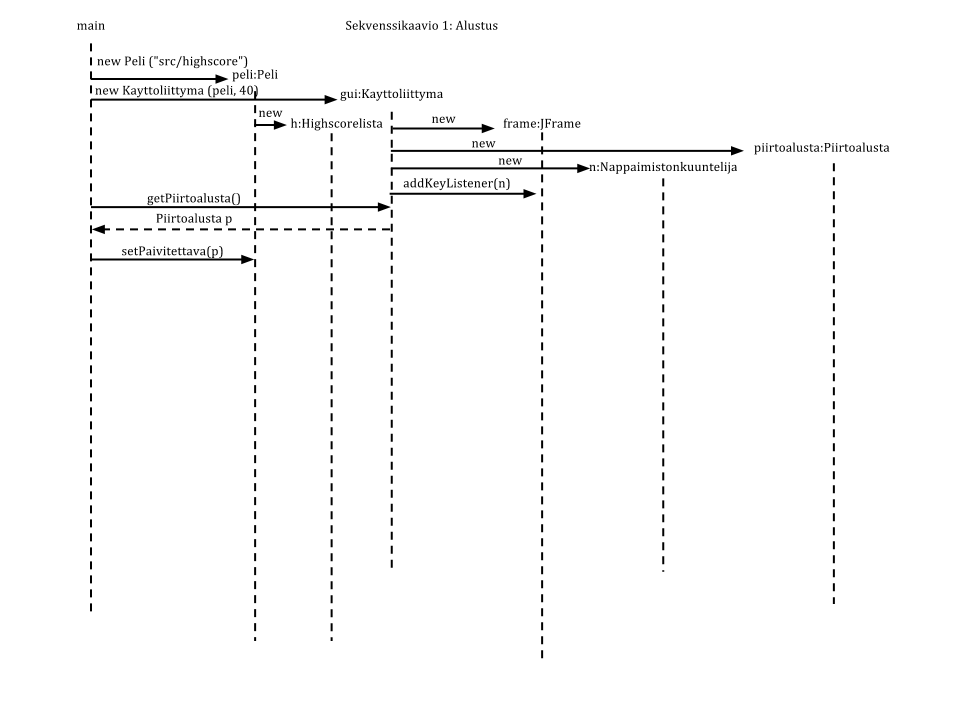 main
Sekvenssikaavio 1: Alustus
new Peli ("src/highscore")
peli:Peli
new Kayttoliittyma (peli, 40)
gui:Kayttoliittyma
new
h:Highscorelista
new
frame:JFrame
new
piirtoalusta:Piirtoalusta
new
n:Nappaimistonkuuntelija
addKeyListener(n)
getPiirtoalusta()
Piirtoalusta p
setPaivitettava(p)